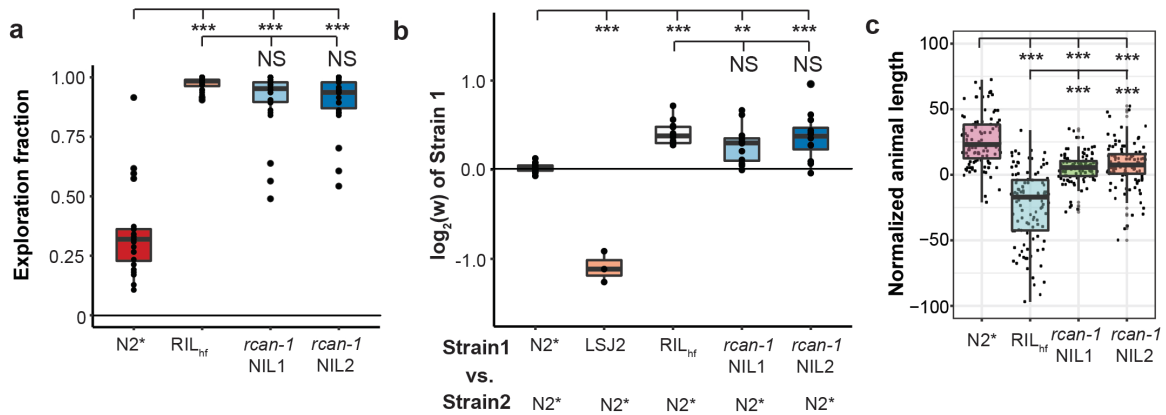 a
*** *** ***
NS NS
Exploration fraction
1.00
0.75
0.50
0.25
0
N2* RILhf rcan-1 rcan-1
NIL1 NIL2
b
*** *** ** ***
NS NS
log2(w) of Strain 1
1.0
0.0
-1.0
Strain1 N2* LSJ2 RILhf rcan-1 rcan-1
NIL1 NIL2
vs.
Strain2 N2* N2* N2* N2* N2*
c
*** *** ***
*** ***
Normalized animal length
100
50
0
−50
−100
N2* RILhf rcan-1 rcan-1
NIL1 NIL2